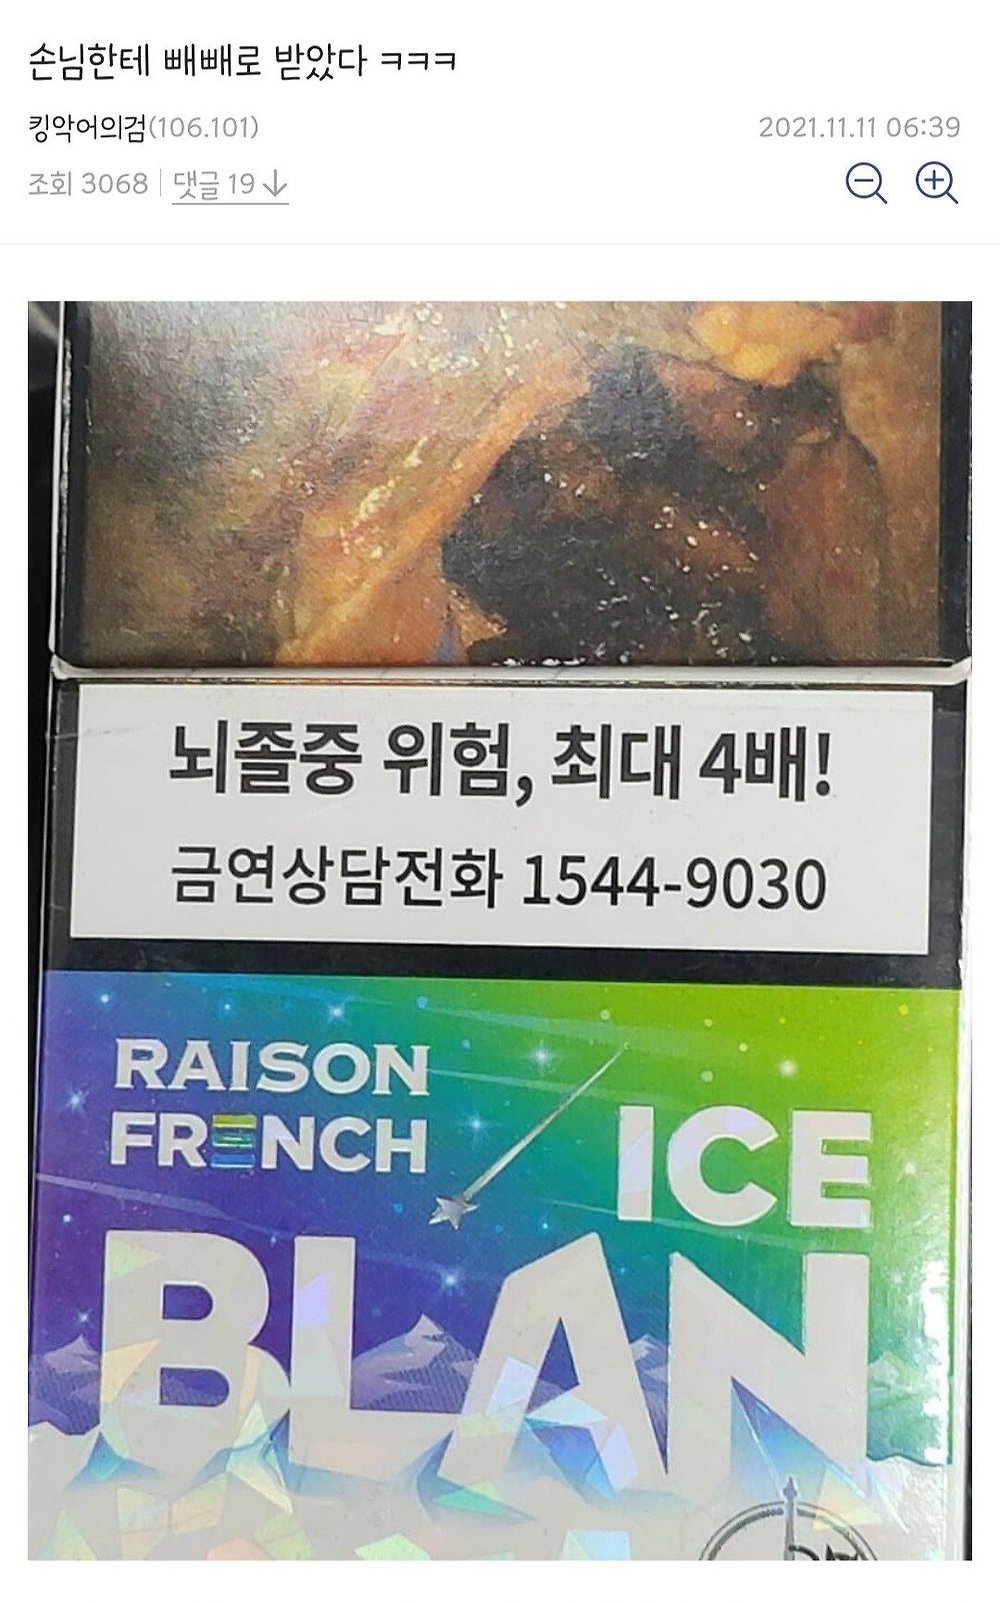 손님한테 빼빼로 받았다 ㅋㅋㅋ
킹악어의검(106.101)
2021.11.11 06:39
조회 3068
댓글 19
뇌졸중 위험, 최대 4배!
금연상담전화 1544-9030
RAISON
FRENCH
ICE
BLAN